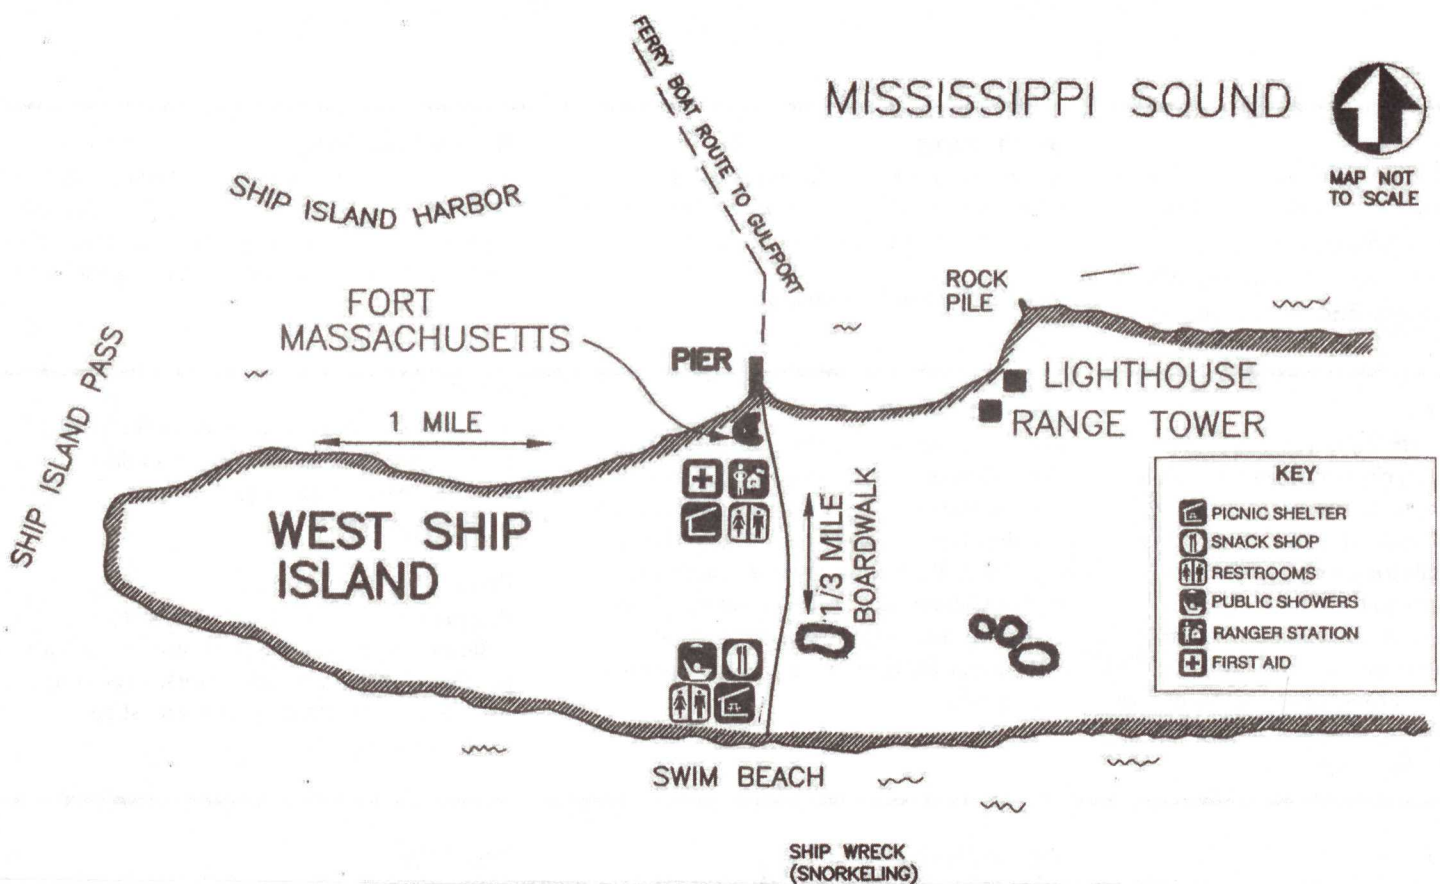 FERRY BOAT ROUTE TO GULFPORT
MISSISSIPPI SOUND
MAP NOT
TO SCALE
SHIP ISLAND HARBOR
ROCK
PILE
FORT
MASSACHUSETTS
PIER
SHIP ISLAND PASS
LIGHTHOUSE
RANGE TOWER
1 MILE
WEST SHIP
ISLAND
1/3 MILE
BOARDWALK
KEY
PICNIC SHELTER
SNACK SHOP
RESTROOMS
PUBLIC SHOWERS
RANGER STATION
FIRST AID
SWIM BEACH
SHIP WRECK
(SNORKELING)